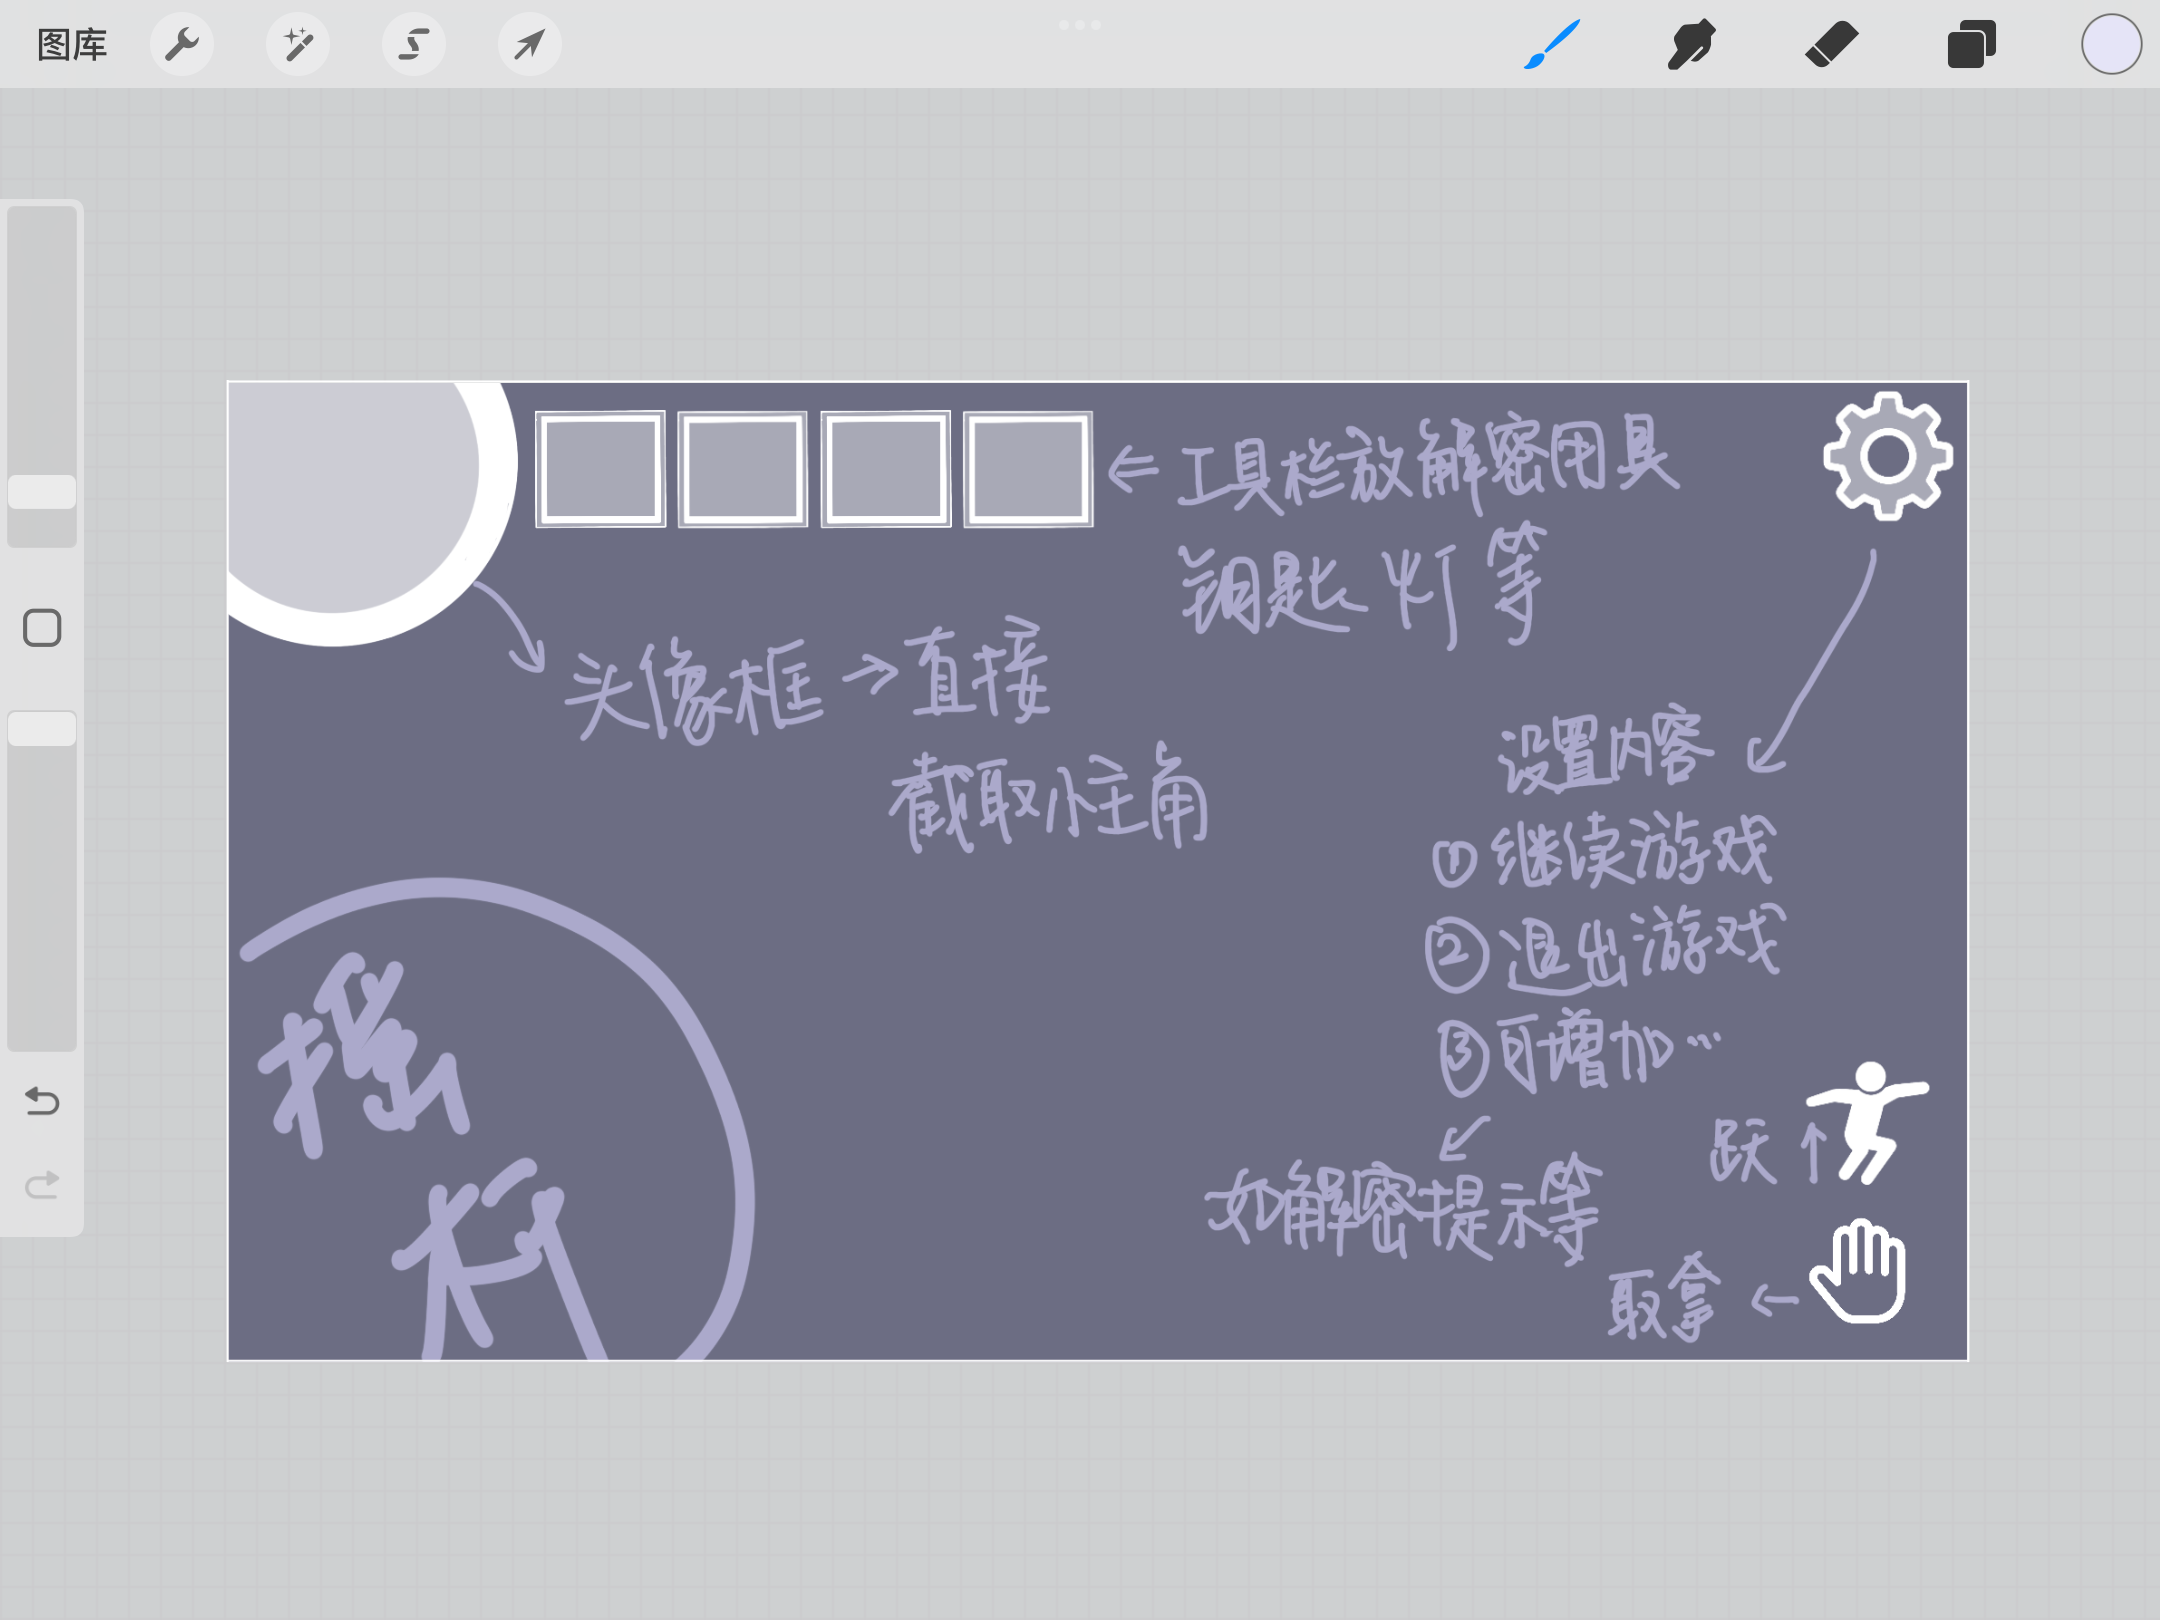 图库
← 工具栏放解密用具
钥匙 灯 等
头像框 → 直接
截取小主角
设置内容
① 继续游戏
② 退出游戏
③ 可增加…
如解密提示等
跃 ↑
取拿 ←
摇
杆